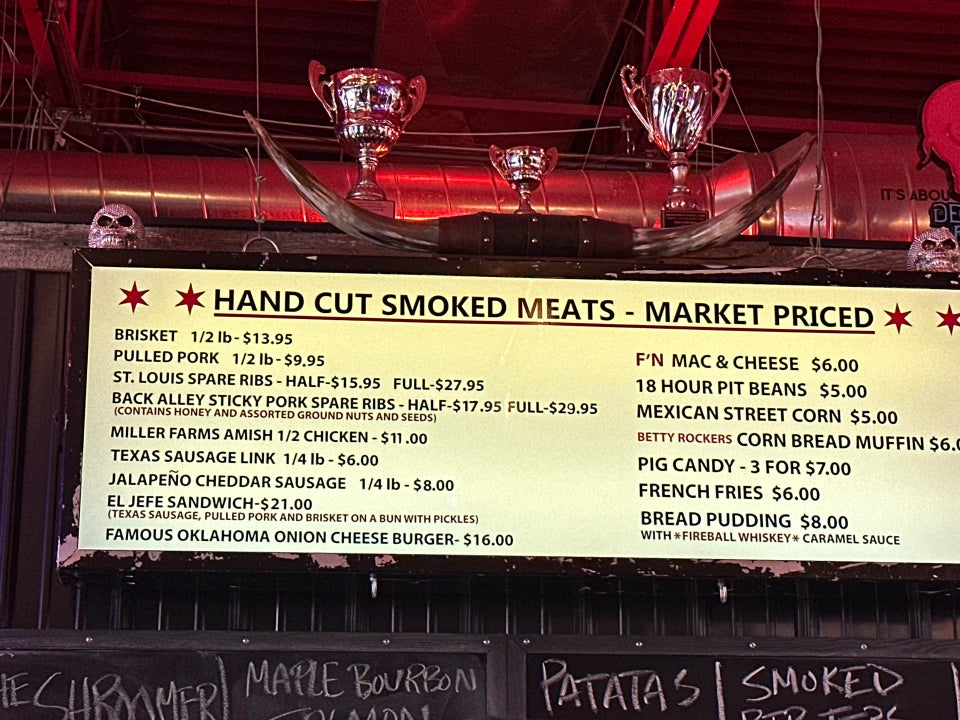 IT'S ABOU
HAND CUT SMOKED MEATS - MARKET PRICED
BRISKET 1/2 lb - $13.95
PULLED PORK 1/2 lb - $9.95
ST. LOUIS SPARE RIBS - HALF-$15.95 FULL-$27.95
BACK ALLEY STICKY PORK SPARE RIBS - HALF-$17.95 FULL-$29.95
(CONTAINS HONEY AND ASSORTED GROUND NUTS AND SEEDS)
MILLER FARMS AMISH 1/2 CHICKEN - $11.00
TEXAS SAUSAGE LINK 1/4 lb - $6.00
JALAPEÑO CHEDDAR SAUSAGE 1/4 lb - $8.00
EL JEFE SANDWICH-$21.00
(TEXAS SAUSAGE, PULLED PORK AND BRISKET ON A BUN WITH PICKLES)
FAMOUS OKLAHOMA ONION CHEESE BURGER- $16.00
F'N MAC & CHEESE $6.00
18 HOUR PIT BEANS $5.00
MEXICAN STREET CORN $5.00
BETTY ROCKERS CORN BREAD MUFFIN $6.0
PIG CANDY - 3 FOR $7.00
FRENCH FRIES $6.00
BREAD PUDDING $8.00
WITH *FIREBALL WHISKEY* CARAMEL SAUCE
HE SHROOMER
MAPLE BOURBON
PATATAS
SMOKED